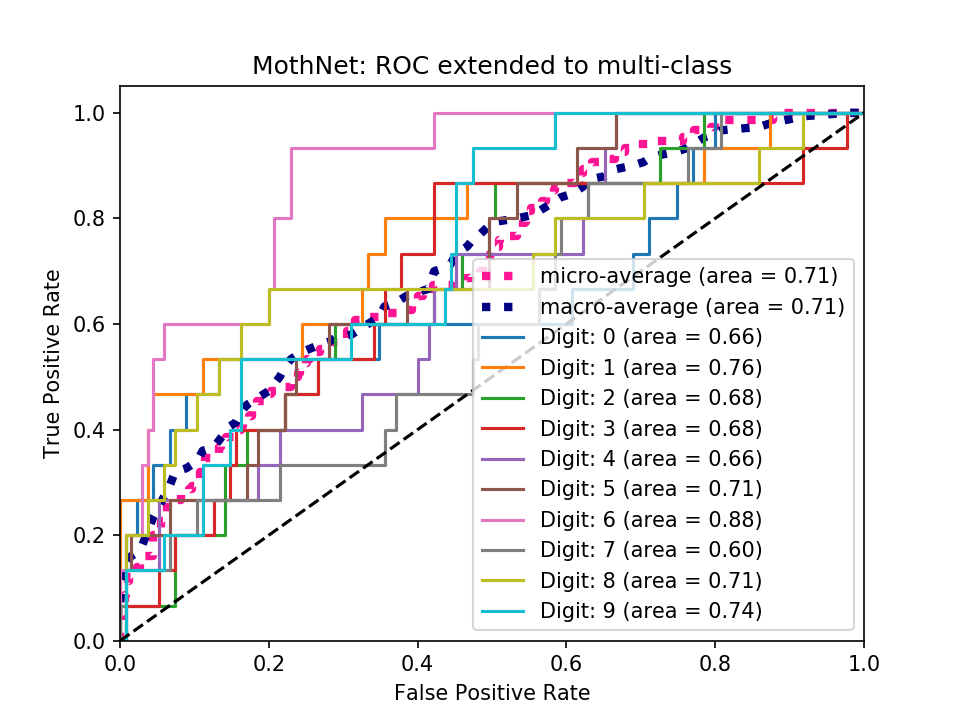 MothNet: ROC extended to multi-class
1.0
0.8
0.6
0.4
0.2
0.0
True Positive Rate
micro-average (area = 0.71)
macro-average (area = 0.71)
Digit: 0 (area = 0.66)
Digit: 1 (area = 0.76)
Digit: 2 (area = 0.68)
Digit: 3 (area = 0.68)
Digit: 4 (area = 0.66)
Digit: 5 (area = 0.71)
Digit: 6 (area = 0.88)
Digit: 7 (area = 0.60)
Digit: 8 (area = 0.71)
Digit: 9 (area = 0.74)
0.0 0.2 0.4 0.6 0.8 1.0
False Positive Rate